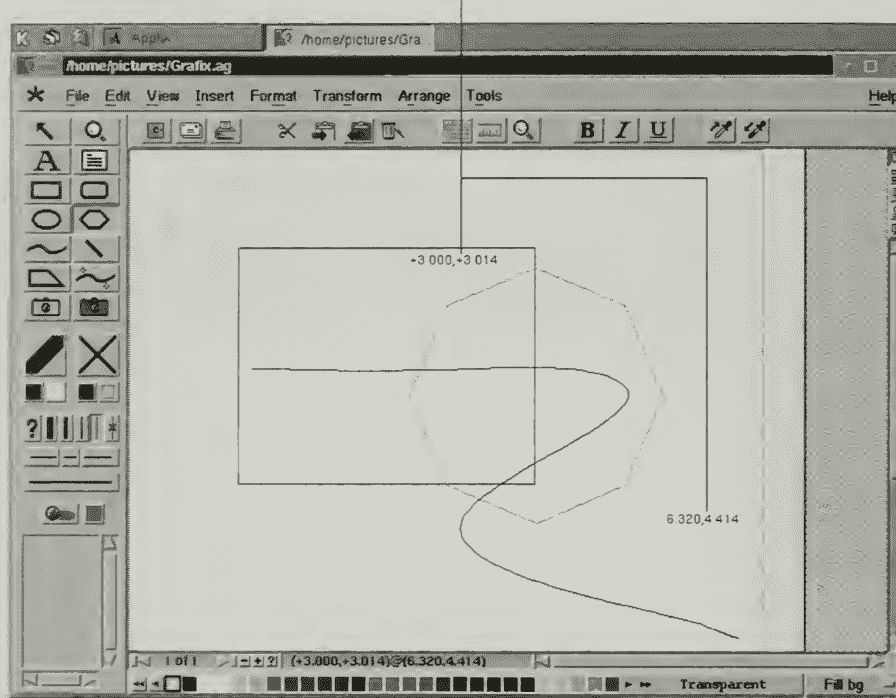 K A Applix /home/pictures/Gra
/home/pictures/Grafix.ag
File Edit View Insert Format Transform Arrange Tools Help
B I U
A
+3.000,+3.014
6.320,4.414
?
1 of 1 - + ? (+3.000,+3.014)@(6.320,4.414)
Transparent Fill bg